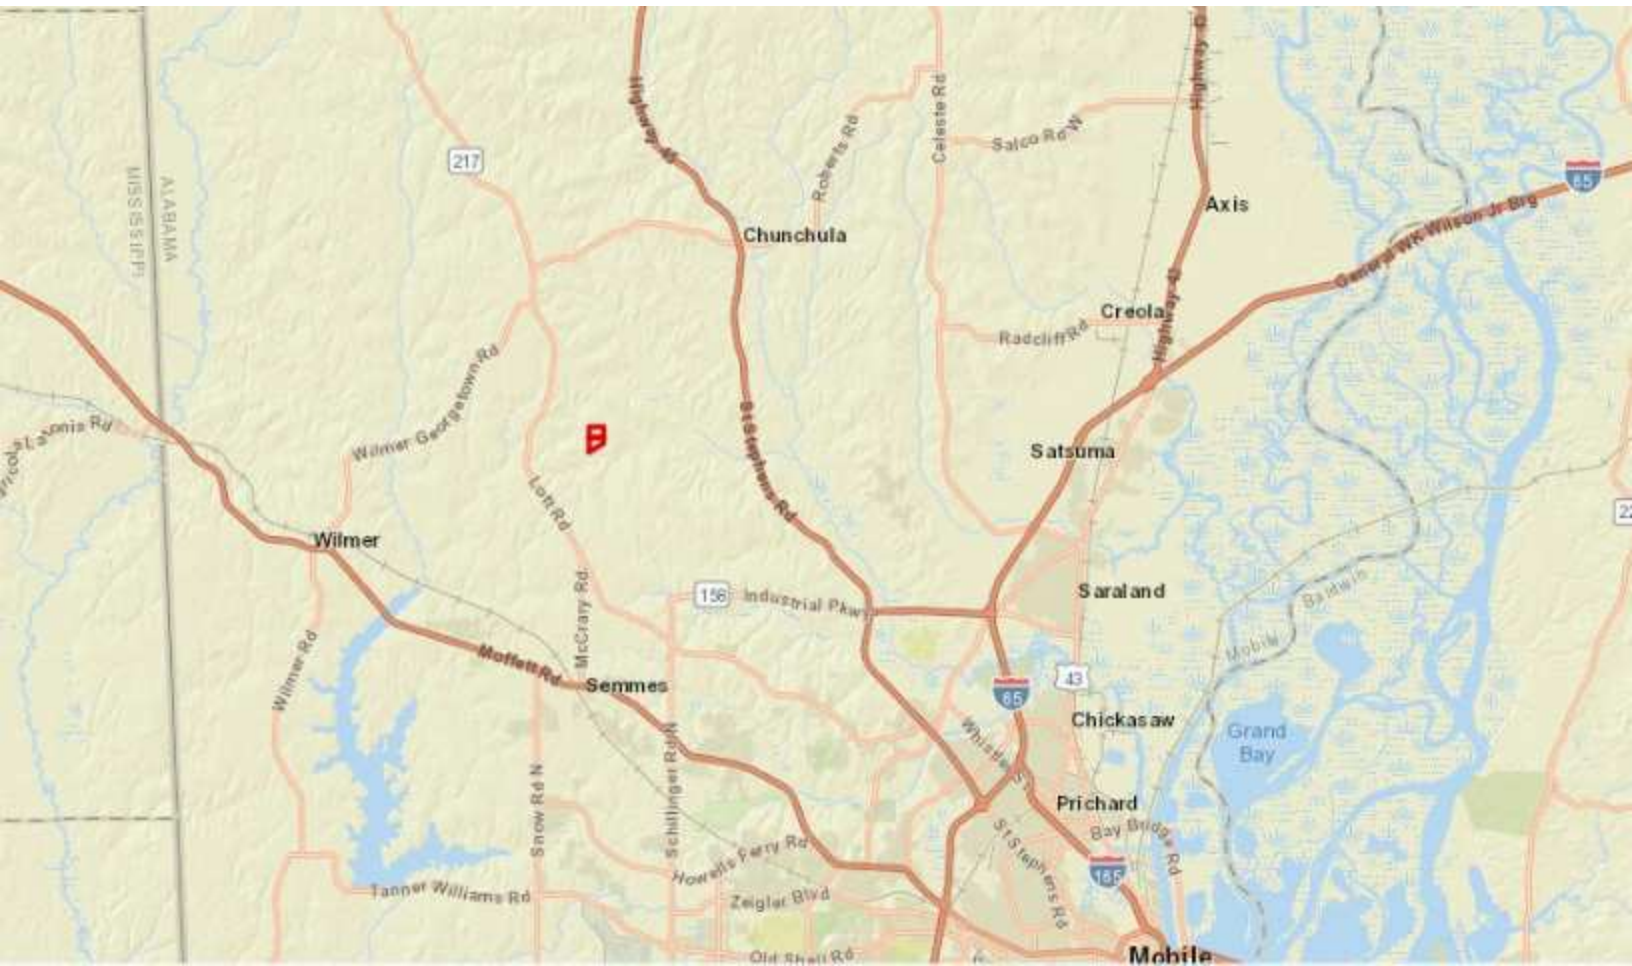 Highway 45
Highway 43
217
Roberts Rd
Celeste Rd
Salco Rd W
65
MISSISSIPPI
ALABAMA
Axis
General WK Wilson Jr Brg
Chunchula
Creola
Highway 43
Radcliff Rd
Wilmer Georgetown Rd
St Stephens Rd
Satsuma
Loft Rd
Wilmer
Saraland
158
Industrial Pkwy
McCrary Rd
Baldwin
Mobile
Wilmer Rd
Moffett Rd
Semmes
43
65
Chickasaw
Whistler St
Grand
Bay
Schillinger Rd N
Snow Rd N
Prichard
Bay Bridge Rd
St Stephens Rd
Howells Ferry Rd
165
Tanner Williams Rd
Zeigler Blvd
Old Shell Rd
Mobile